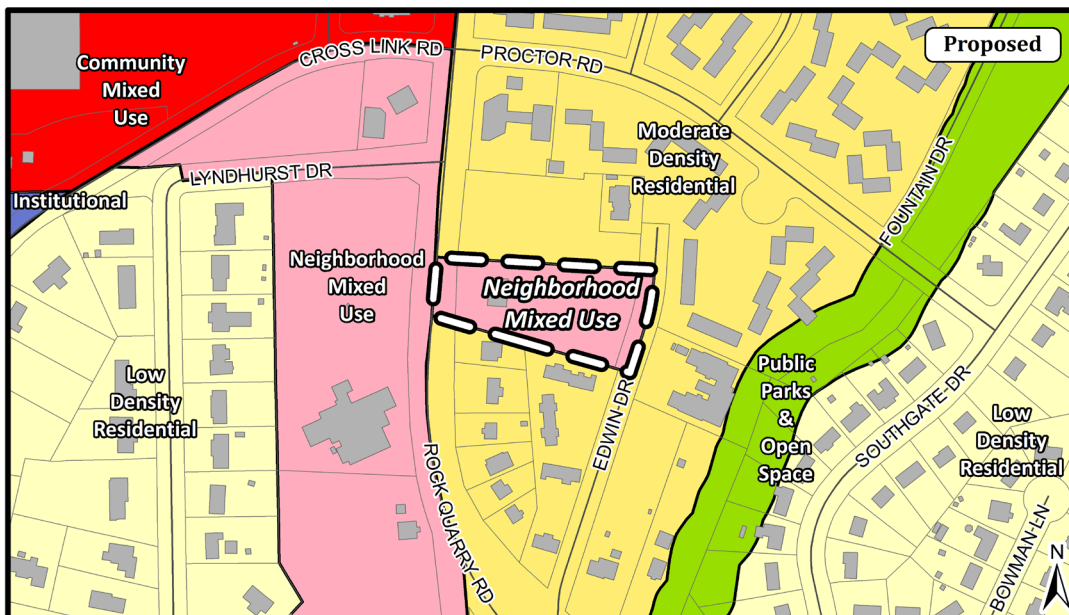 Proposed
Community
Mixed
Use
CROSS LINK RD
PROCTOR RD
Moderate
Density
Residential
LYNDHURST DR
Institutional
FOUNTAIN DR
Neighborhood
Mixed
Use
Neighborhood
Mixed Use
Low
Density
Residential
Public
Parks
&
Open
Space
EDWIN DR
SOUTHGATE DR
Low
Density
Residential
ROCK QUARRY RD
BOWMAN LN
N